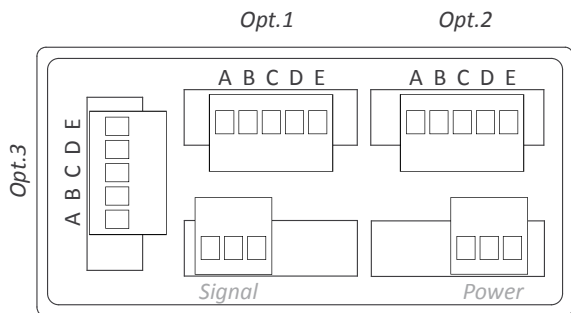 Opt.1 Opt.2
A B C D E A B C D E
Opt.3
A B C D E
Signal Power